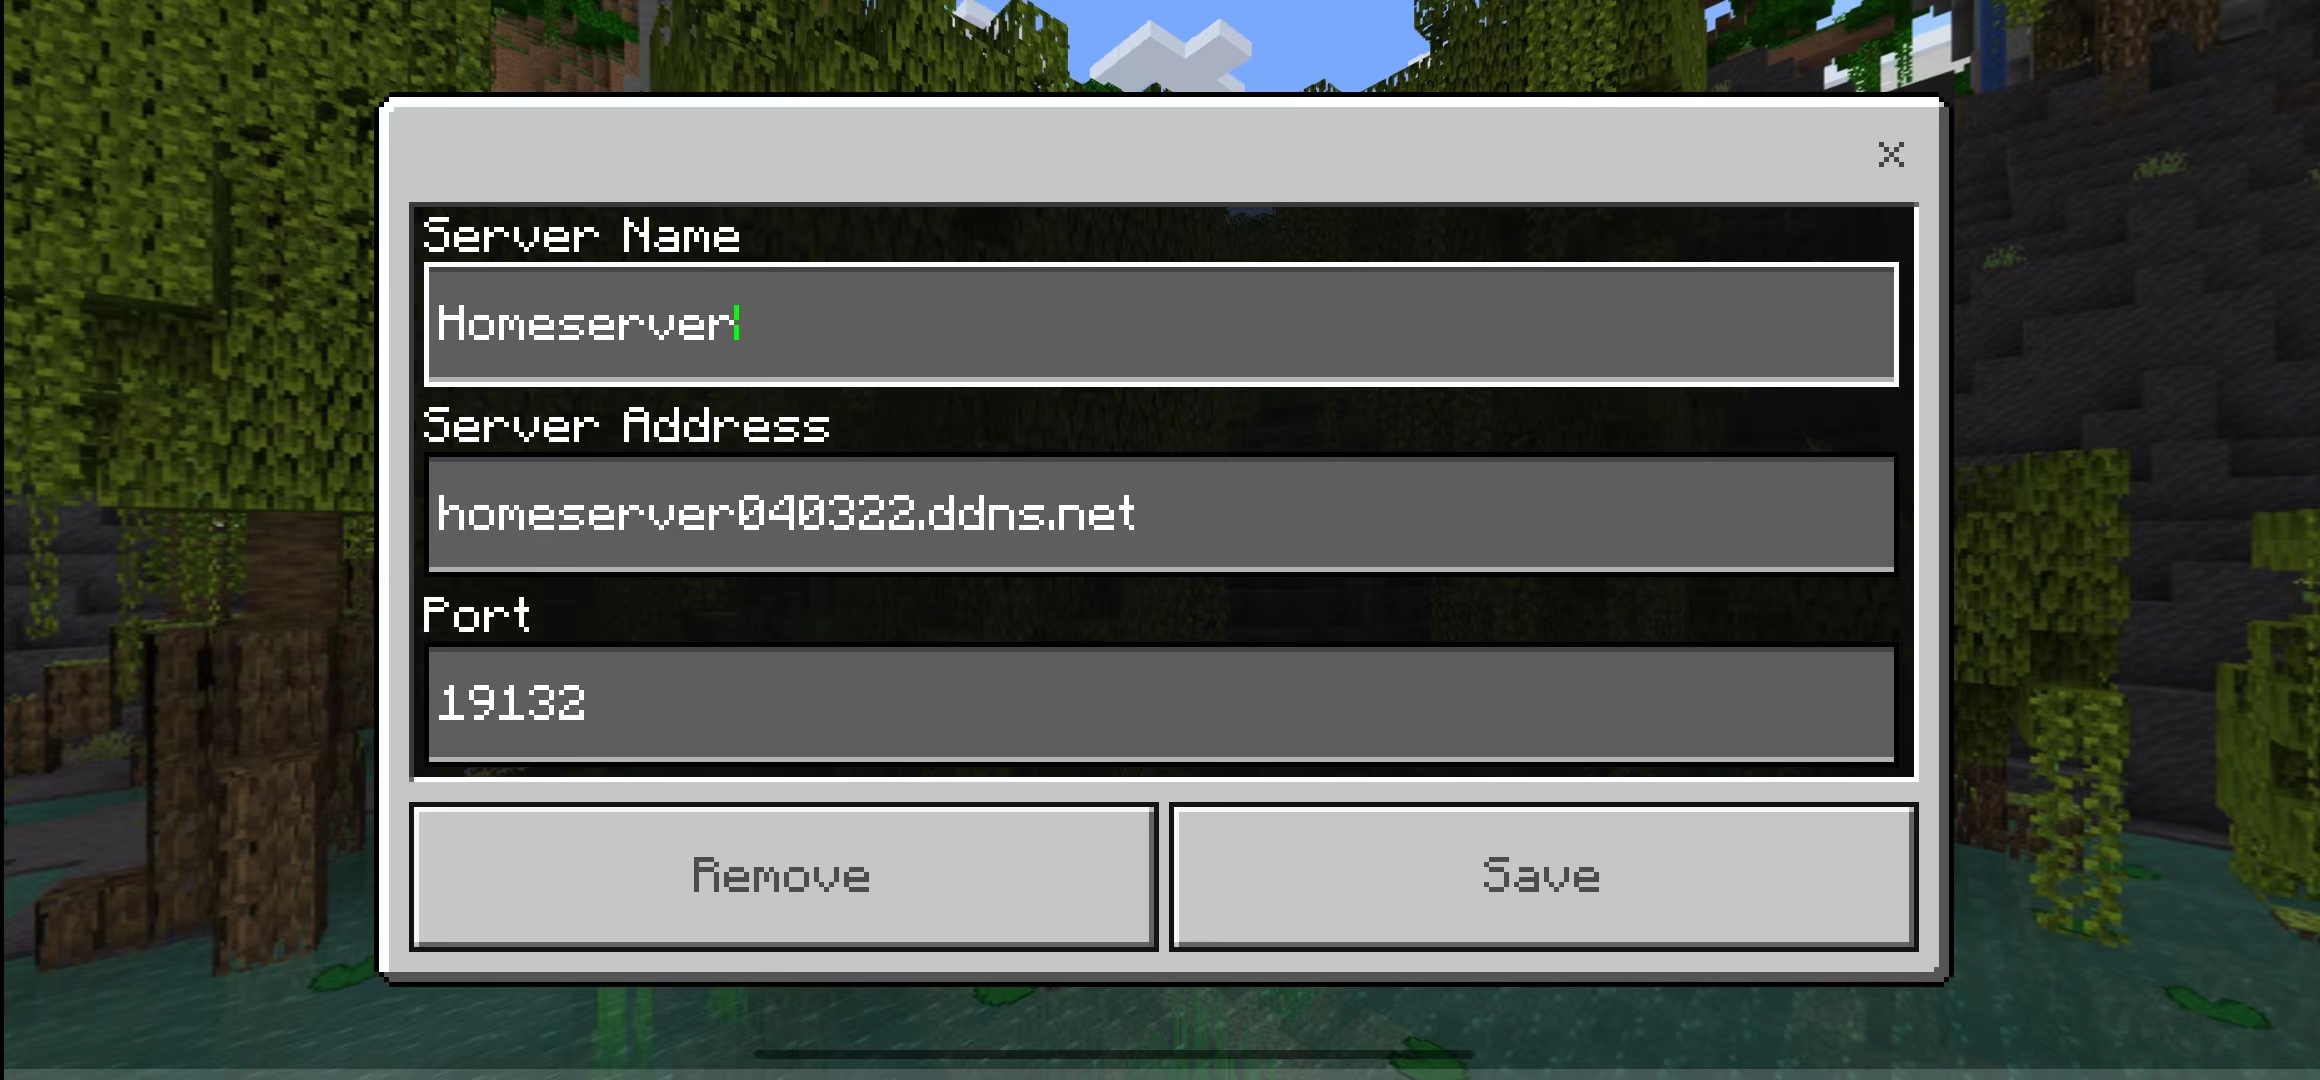 Server Name
Homeserver
Server Address
homeserver040322.ddns.net
Port
19132
Remove
Save